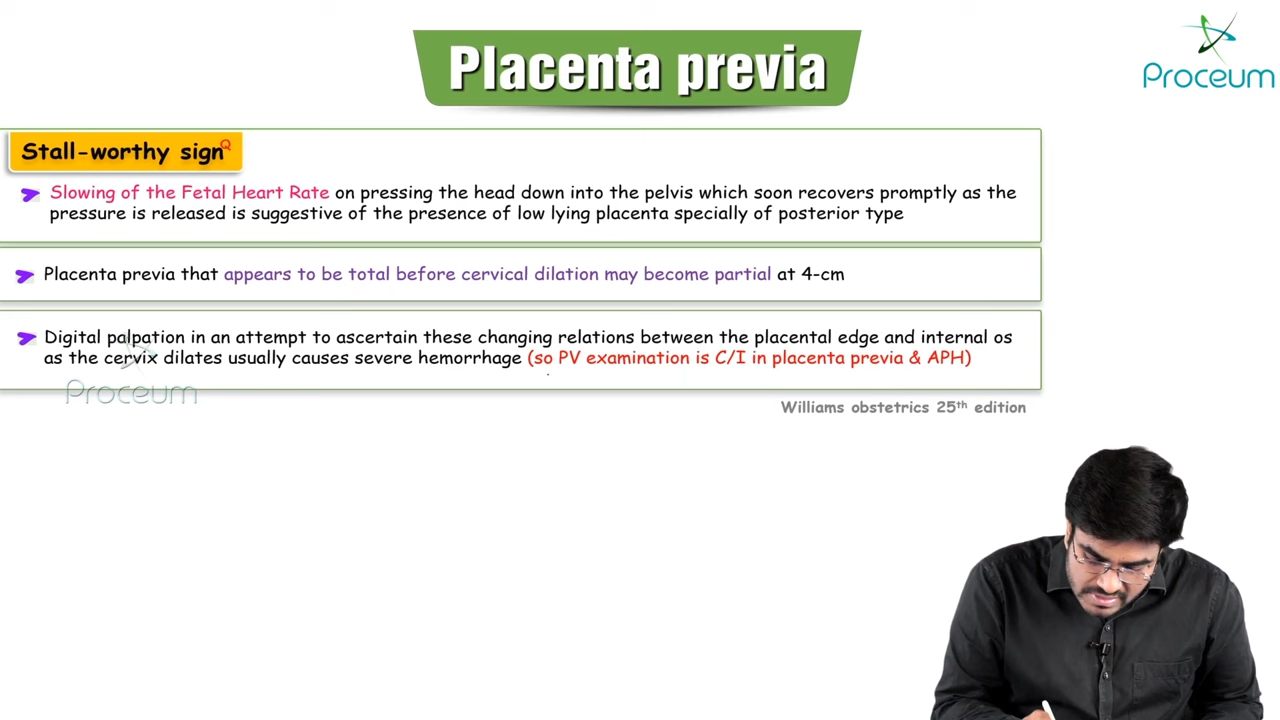 Placenta previa
Proceum
Stall-worthy sign Q
Slowing of the Fetal Heart Rate on pressing the head down into the pelvis which soon recovers promptly as the
pressure is released is suggestive of the presence of low lying placenta specially of posterior type
Placenta previa that appears to be total before cervical dilation may become partial at 4-cm
Digital palpation in an attempt to ascertain these changing relations between the placental edge and internal os
as the cervix dilates usually causes severe hemorrhage (so PV examination is C/I in placenta previa & APH)
Proceum
Williams obstetrics 25th edition